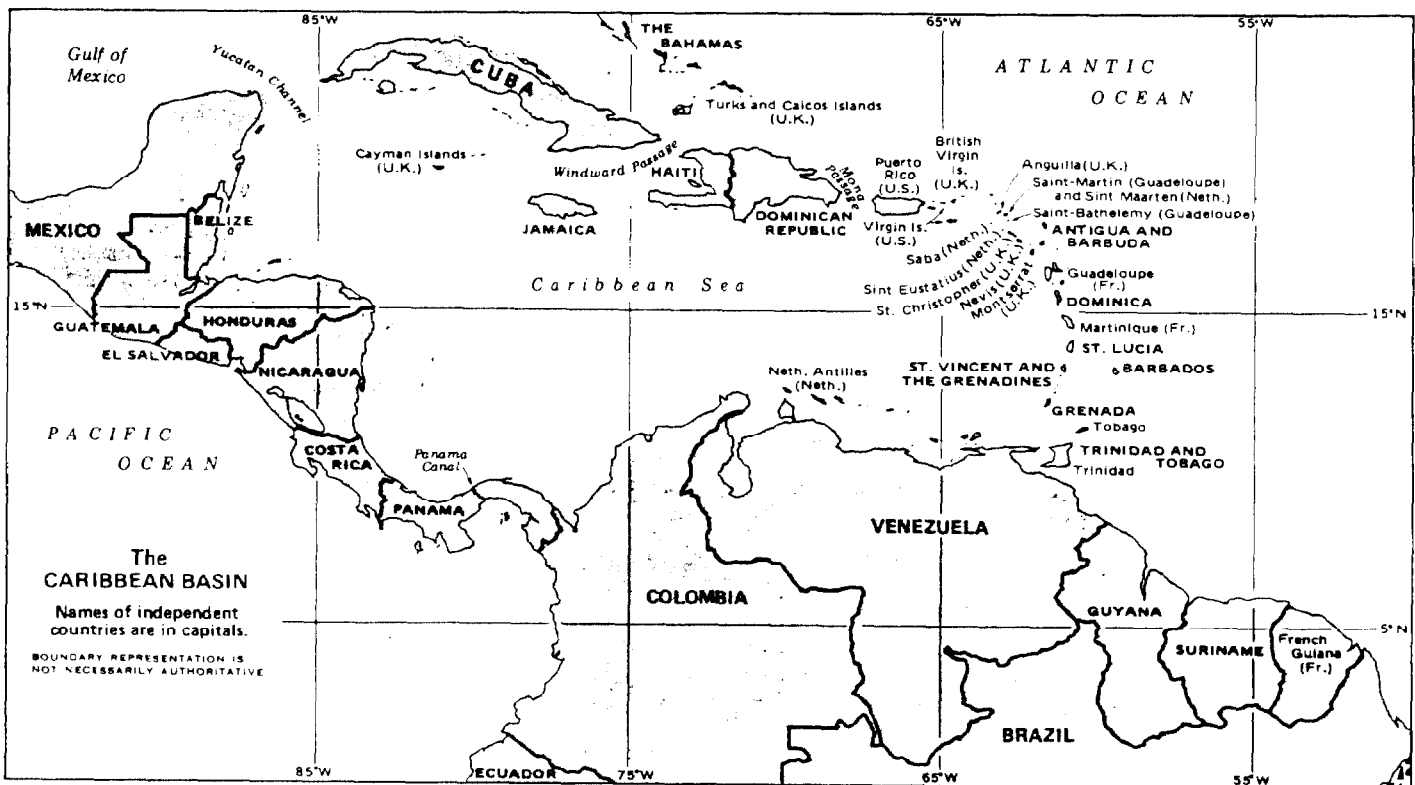 85°W
65°W
55°W
Gulf of
Mexico
Yucatan Channel
THE
BAHAMAS
CUBA
ATLANTIC
OCEAN
Turks and Caicos Islands
(U.K.)
Cayman Islands
(U.K.)
Windward Passage
HAITI
Mona
Passage
Puerto
Rico
(U.S.)
British
Virgin
Is.
(U.K.)
Anguilla (U.K.)
Saint-Martin (Guadeloupe)
and Sint Maarten (Neth.)
Saint-Bathelemy (Guadeloupe)
MEXICO
BELIZE
JAMAICA
DOMINICAN
REPUBLIC
Virgin Is.
(U.S.)
ANTIGUA AND
BARBUDA
Saba (Neth.)
Sint Eustatius (Neth.)
St. Christopher (U.K.)
Nevis (U.K.)
Montserrat
(U.K.)
Caribbean Sea
Guadeloupe
(Fr.)
DOMINICA
15°N
15°N
GUATEMALA
HONDURAS
Martinique (Fr.)
EL SALVADOR
ST. LUCIA
NICARAGUA
Neth. Antilles
(Neth.)
ST. VINCENT AND
THE GRENADINES
BARBADOS
GRENADA
PACIFIC
OCEAN
COSTA
RICA
Panama
Canal
Tobago
TRINIDAD AND
TOBAGO
Trinidad
PANAMA
VENEZUELA
The
CARIBBEAN BASIN
Names of independent
countries are in capitals.
BOUNDARY REPRESENTATION IS
NOT NECESSARILY AUTHORITATIVE
COLOMBIA
GUYANA
5°N
SURINAME
French
Guiana
(Fr.)
BRAZIL
ECUADOR
85°W
75°W
65°W
55°W